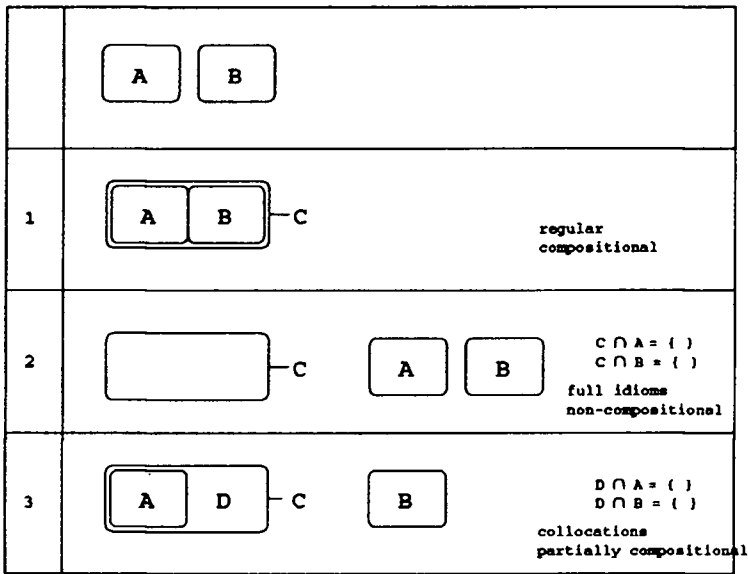 A B
1 A B C regular
compositional
2 C A B C ∩ A = { }
C ∩ B = { }
full idioms
non-compositional
3 A D C B D ∩ A = { }
D ∩ B = { }
collocations
partially compositional